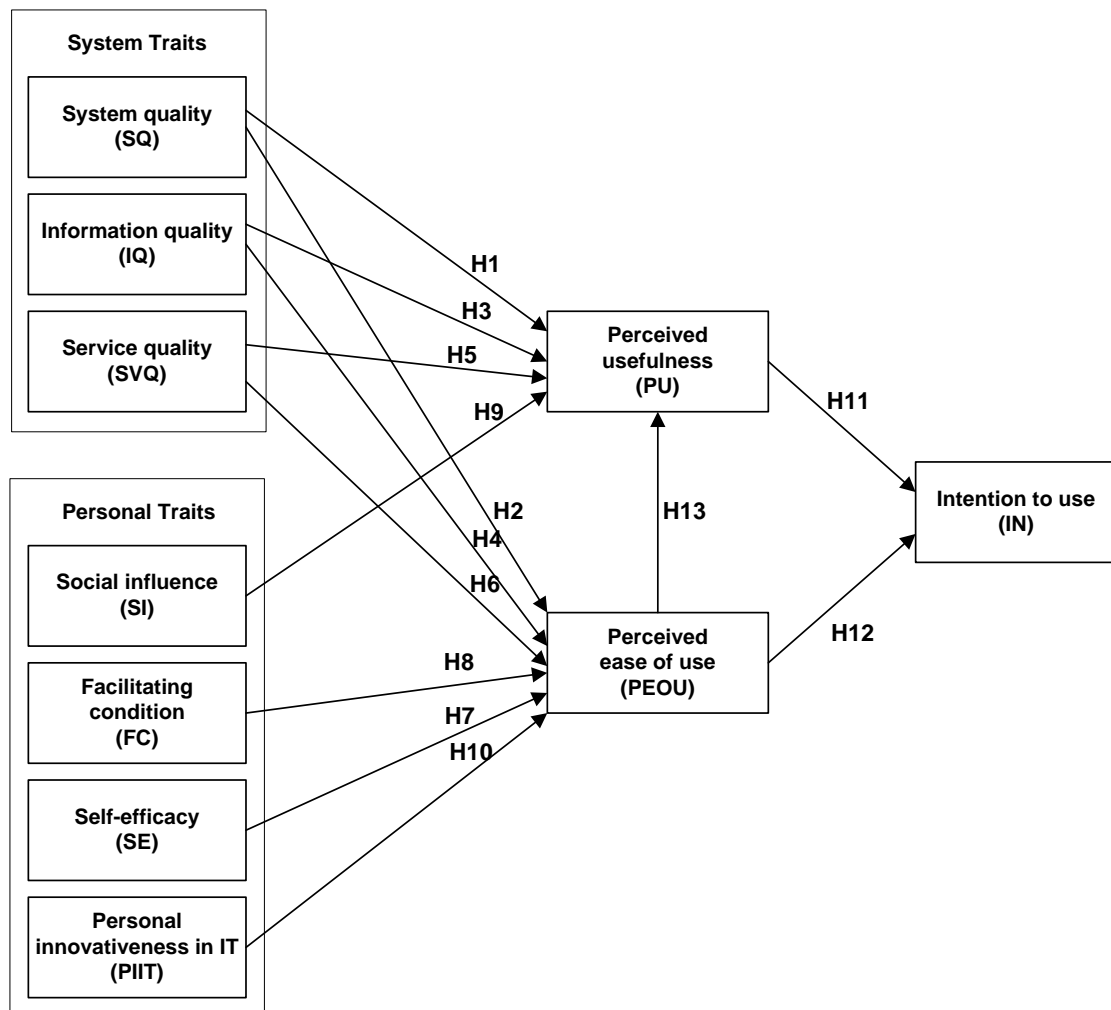 System Traits
System quality
(SQ)
Information quality
(IQ)
Service quality
(SVQ)
Personal Traits
Social influence
(SI)
Facilitating
condition
(FC)
Self-efficacy
(SE)
Personal
innovativeness in IT
(PIIT)
H1
H3
H5
H9
H2
H4
H6
H8
H7
H10
Perceived
usefulness
(PU)
H13
Perceived
ease of use
(PEOU)
H11
H12
Intention to use
(IN)